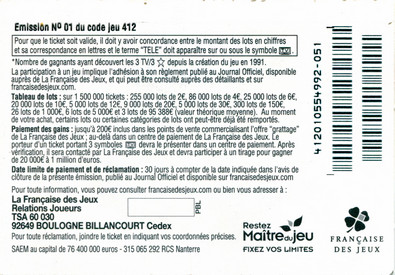 Emission Nº 01 du code jeu 412
Pour que le ticket soit valide, il doit y avoir concordance entre le montant des lots en chiffres
et sa correspondance en lettres et le terme "TELE" doit apparaître sur ou sous le symbole
*Nombre de gagnants ayant découvert les 3 TV/3 depuis la création du jeu en 1991.
La participation à un jeu implique l'adhésion à son règlement publié au Journal Officiel, disponible
auprès de La Française des Jeux, et qui peut être consulté auprès des détaillants et sur
francaisedesjeux.com.
Tableau de lots : sur 1 500 000 tickets : 255 000 lots de 2€, 86 000 lots de 4€, 25 000 lots de 6€,
20 000 lots de 10€, 5 000 lots de 12€, 9 000 lots de 20€, 5 000 lots de 30€, 300 lots de 150€,
26 lots de 1 000€, 6 lots de 5 000€ et 3 lots de 95 388€ (valeur théorique moyenne). Au moment
de votre achat, certains lots ou certaines catégories de lots ont peut-être déjà été remportés.
Paiement des gains : jusqu'à 200€ inclus dans les points de vente commercialisant l'offre "grattage"
de La Française des Jeux ; au-delà dans un centre de paiement de La Française des Jeux. Le
porteur d'un ticket portant 3 symboles devra le présenter dans un centre de paiement. Après
vérification, il sera contacté par La Française des Jeux et devra participer à un tirage pour gagner
de 20 000€ à 1 million d'euros.
Date limite de paiement et de réclamation : 30 jours à compter de la date indiquée dans l'avis de
clôture de la présente émission, publié au Journal Officiel et disponible sur francaisedesjeux.com
Pour toute information, vous pouvez consulter francaisedesjeux.com ou bien vous adresser à :
La Française des Jeux
Relations Joueurs
TSA 60 030
92649 BOULOGNE BILLANCOURT Cedex
Pour toute réclamation, joindre le ticket en indiquant vos coordonnées précises.
SAEM au capital de 76 400 000 euros - 315 065 292 RCS Nanterre
PBL
Restez
Maître du jeu
FIXEZ VOS LIMITES
FRANÇAISE
DES JEUX
412010554992-051